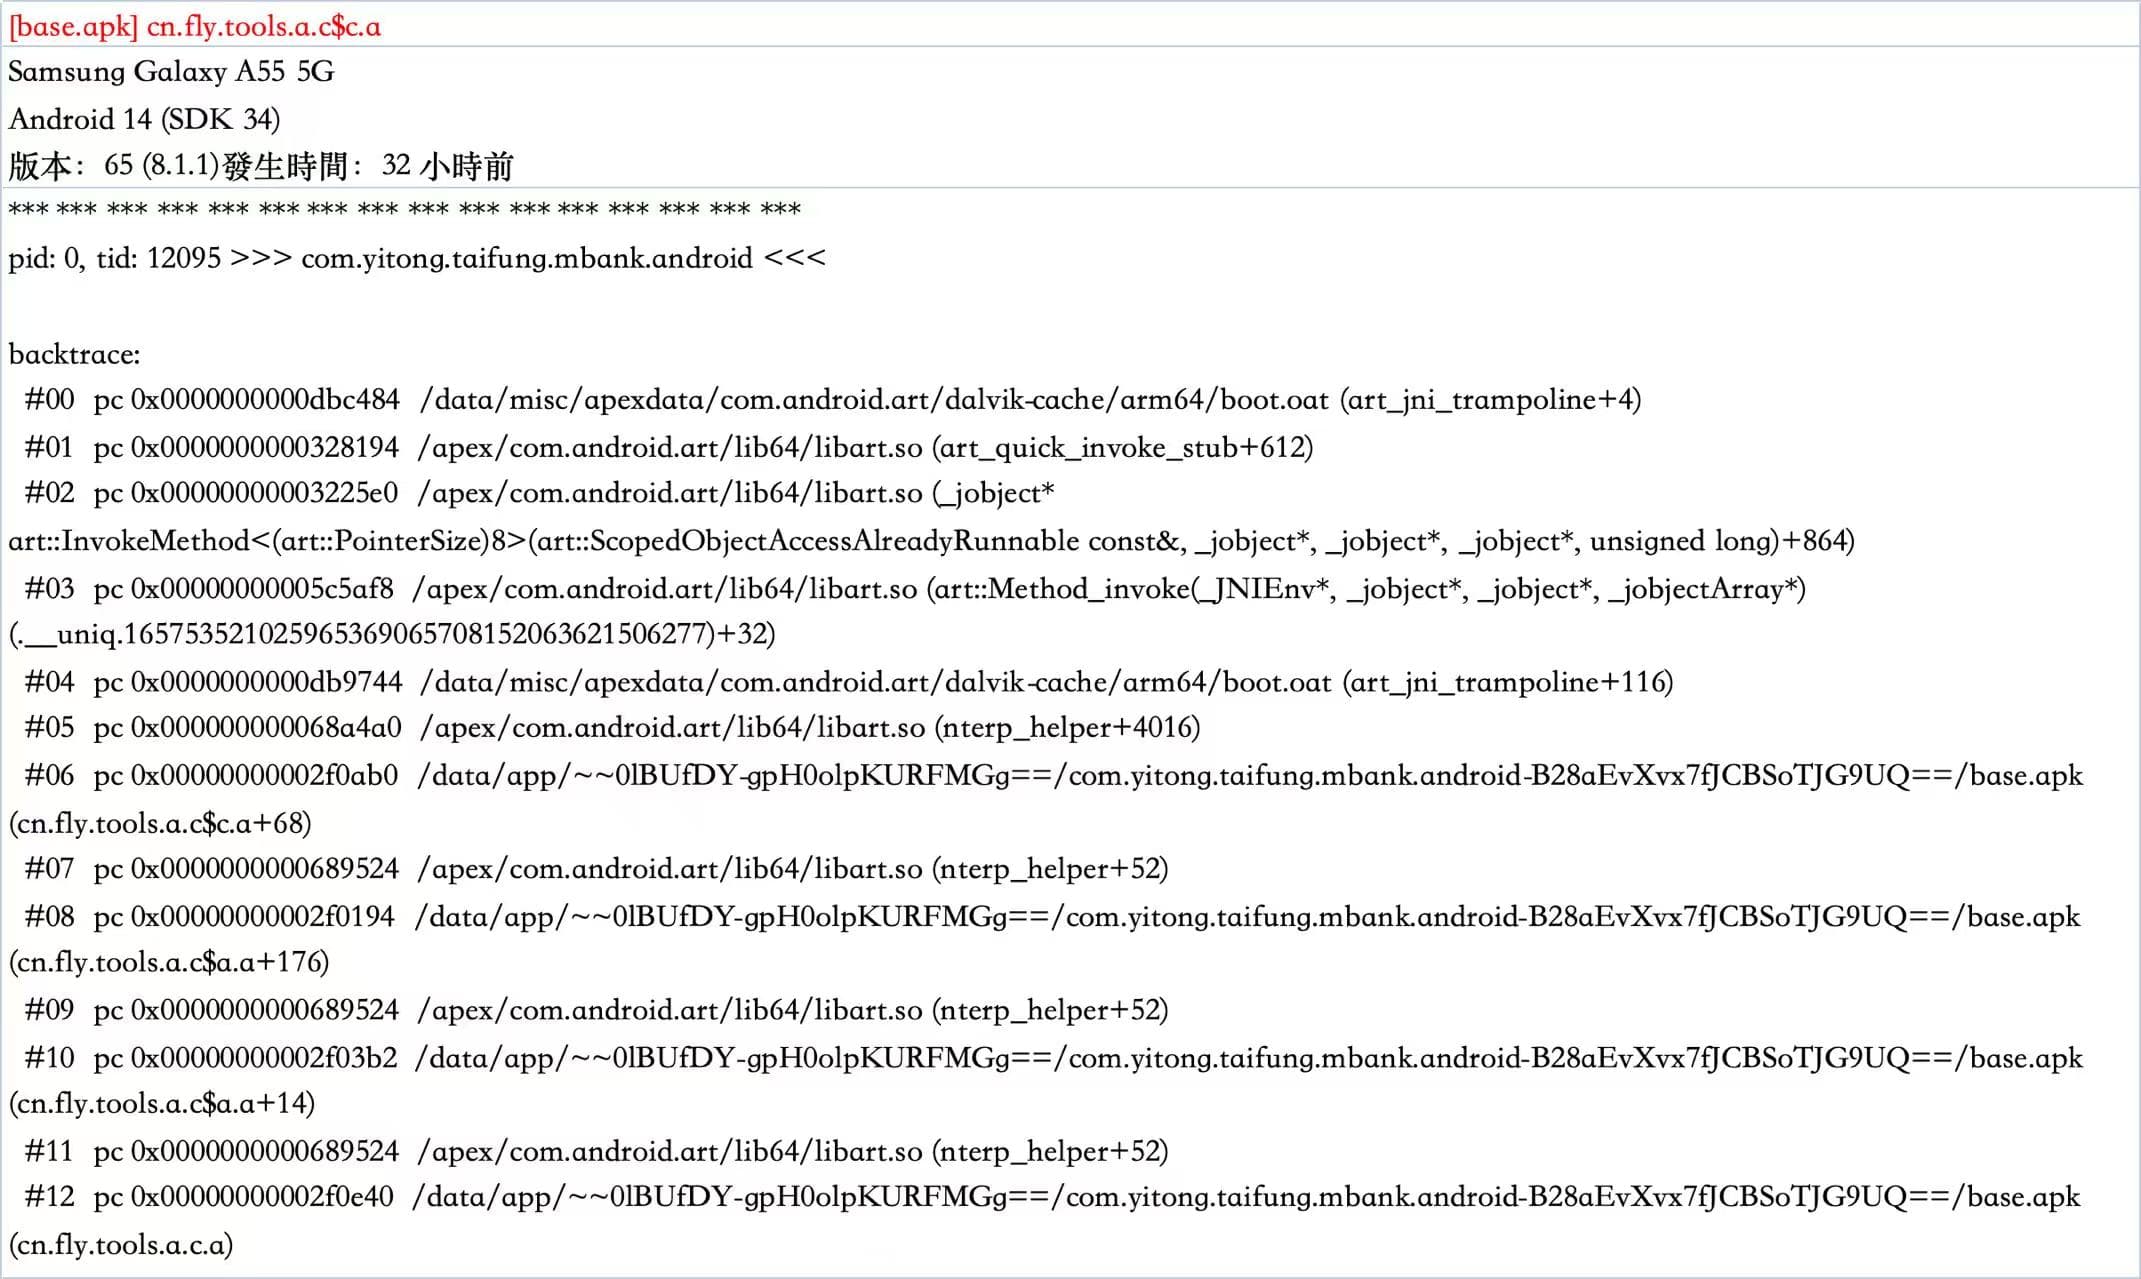 [base.apk] cn.fly.tools.a.c$c.a
Samsung Galaxy A55 5G
Android 14 (SDK 34)
版本：65 (8.1.1)發生時間：32 小時前
*** *** *** *** *** *** *** *** *** *** *** *** *** *** *** ***
pid: 0, tid: 12095 >>> com.yitong.taifung.mbank.android <<<
backtrace:
#00 pc 0x0000000000dbc484 /data/misc/apexdata/com.android.art/dalvik-cache/arm64/boot.oat (art_jni_trampoline+4)
#01 pc 0x0000000000328194 /apex/com.android.art/lib64/libart.so (art_quick_invoke_stub+612)
#02 pc 0x00000000003225e0 /apex/com.android.art/lib64/libart.so (_jobject*
art::InvokeMethod<(art::PointerSize)8>(art::ScopedObjectAccessAlreadyRunnable const&, _jobject*, _jobject*, _jobject*, unsigned long)+864)
#03 pc 0x00000000005c5af8 /apex/com.android.art/lib64/libart.so (art::Method_invoke(_JNIEnv*, _jobject*, _jobject*, _jobjectArray*)
(.__uniq.165753521025965369065708152063621506277)+32)
#04 pc 0x0000000000db9744 /data/misc/apexdata/com.android.art/dalvik-cache/arm64/boot.oat (art_jni_trampoline+116)
#05 pc 0x000000000068a4a0 /apex/com.android.art/lib64/libart.so (nterp_helper+4016)
#06 pc 0x00000000002f0ab0 /data/app/~~0lBUfDY-gpH0olpKURFMGg==/com.yitong.taifung.mbank.android-B28aEvXvx7fJCBSoTJG9UQ==/base.apk
(cn.fly.tools.a.c$c.a+68)
#07 pc 0x0000000000689524 /apex/com.android.art/lib64/libart.so (nterp_helper+52)
#08 pc 0x00000000002f0194 /data/app/~~0lBUfDY-gpH0olpKURFMGg==/com.yitong.taifung.mbank.android-B28aEvXvx7fJCBSoTJG9UQ==/base.apk
(cn.fly.tools.a.c$a.a+176)
#09 pc 0x0000000000689524 /apex/com.android.art/lib64/libart.so (nterp_helper+52)
#10 pc 0x00000000002f03b2 /data/app/~~0lBUfDY-gpH0olpKURFMGg==/com.yitong.taifung.mbank.android-B28aEvXvx7fJCBSoTJG9UQ==/base.apk
(cn.fly.tools.a.c$a.a+14)
#11 pc 0x0000000000689524 /apex/com.android.art/lib64/libart.so (nterp_helper+52)
#12 pc 0x00000000002f0e40 /data/app/~~0lBUfDY-gpH0olpKURFMGg==/com.yitong.taifung.mbank.android-B28aEvXvx7fJCBSoTJG9UQ==/base.apk
(cn.fly.tools.a.c.a)